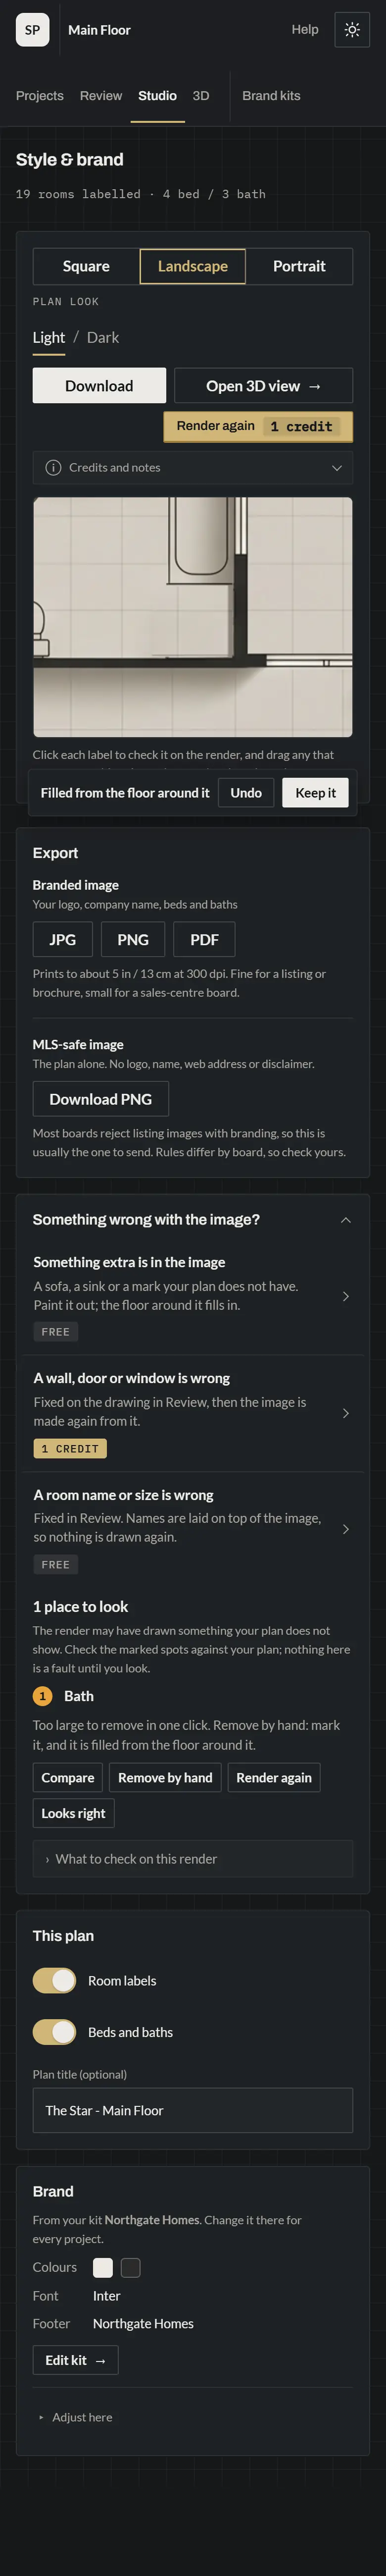 SP
Main Floor
Help
Projects
Review
Studio
3D
Brand kits
Style & brand
19 rooms labelled · 4 bed / 3 bath
Square
Landscape
Portrait
PLAN LOOK
Light / Dark
Download
Open 3D view →
Render again 1 credit
Credits and notes
Click each label to check it on the render, and drag any that
Filled from the floor around it
Undo
Keep it
Export
Branded image
Your logo, company name, beds and baths
JPG
PNG
PDF
Prints to about 5 in / 13 cm at 300 dpi. Fine for a listing or
brochure, small for a sales-centre board.
MLS-safe image
The plan alone. No logo, name, web address or disclaimer.
Download PNG
Most boards reject listing images with branding, so this is
usually the one to send. Rules differ by board, so check yours.
Something wrong with the image?
Something extra is in the image
A sofa, a sink or a mark your plan does not have.
Paint it out; the floor around it fills in.
FREE
A wall, door or window is wrong
Fixed on the drawing in Review, then the image is
made again from it.
1 CREDIT
A room name or size is wrong
Fixed in Review. Names are laid on top of the image,
so nothing is drawn again.
FREE
1 place to look
The render may have drawn something your plan does not
show. Check the marked spots against your plan; nothing here
is a fault until you look.
1 Bath
Too large to remove in one click. Remove by hand: mark
it, and it is filled from the floor around it.
Compare
Remove by hand
Render again
Looks right
› What to check on this render
This plan
Room labels
Beds and baths
Plan title (optional)
The Star - Main Floor
Brand
From your kit Northgate Homes. Change it there for
every project.
Colours
Font Inter
Footer Northgate Homes
Edit kit →
Adjust here